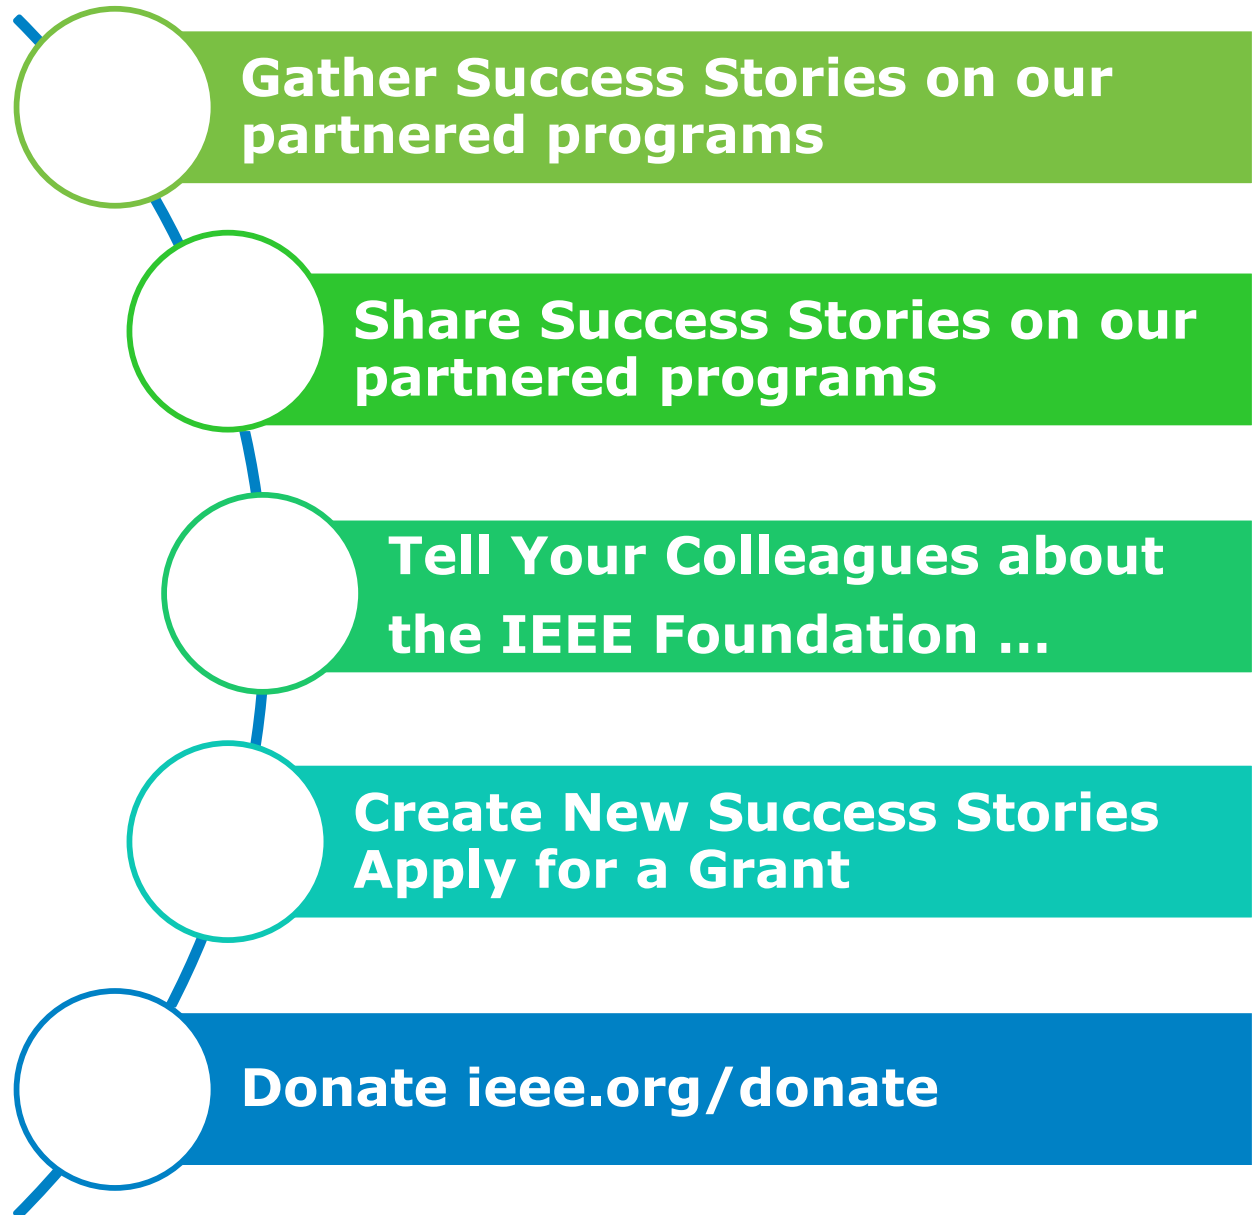 Gather Success Stories on our
partnered programs
Share Success Stories on our
partnered programs
Tell Your Colleagues about
the IEEE Foundation ...
Create New Success Stories
Apply for a Grant
Donate ieee.org/donate